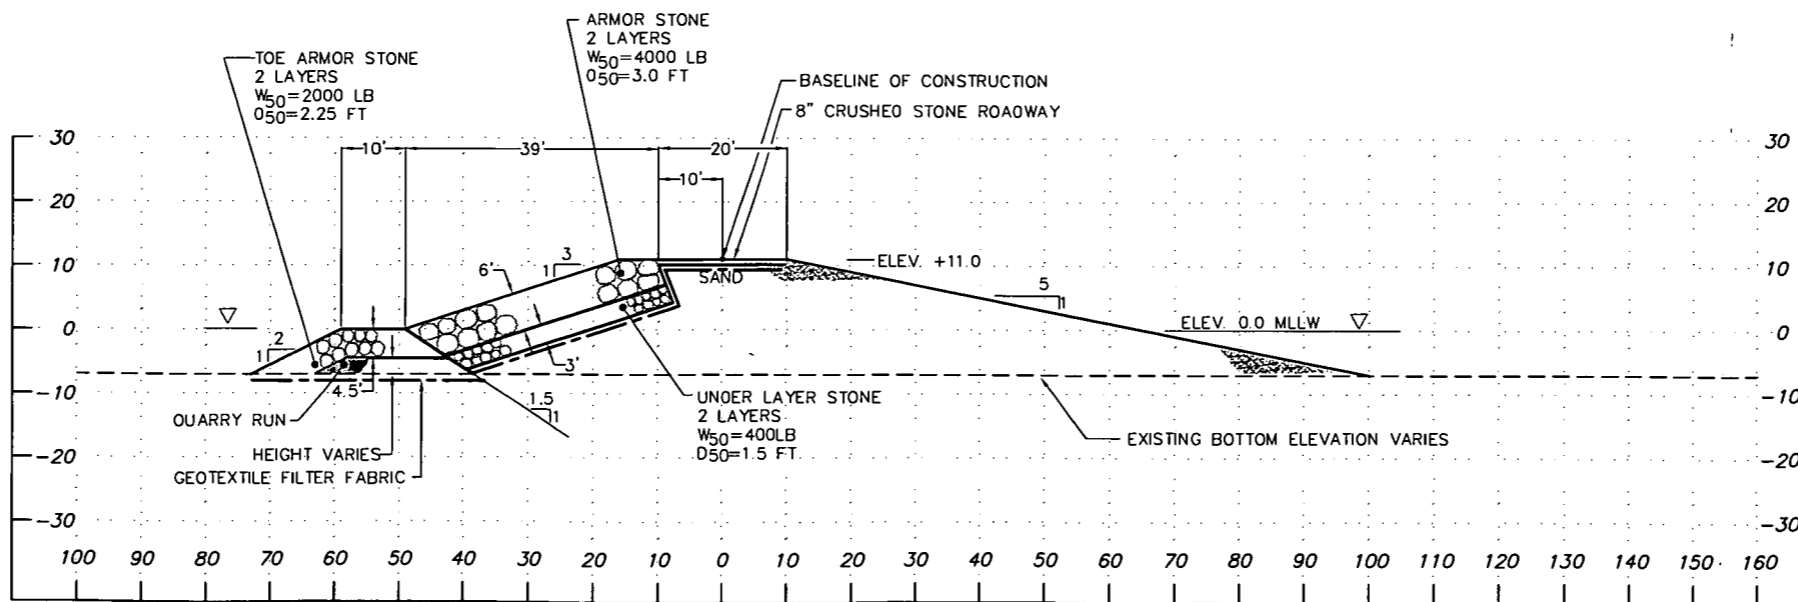 ARMOR STONE
2 LAYERS
W50=4000 LB
O50=3.0 FT
TOE ARMOR STONE
2 LAYERS
W50=2000 LB
O50=2.25 FT
BASELINE OF CONSTRUCTION
8" CRUSHEO STONE ROAOWAY
30
10'
39'
20'
30
10'
20
20
10
6'
1
3
SAND
ELEV. +11.0
10
5
1
0
ELEV. 0.0 MLLW
0
2
1
3'
-10
4.5'
-10
1.5
1
UNOER LAYER STONE
2 LAYERS
W50=400LB
D50=1.5 FT
QUARRY RUN
HEIGHT VARIES
GEOTEXTILE FILTER FABRIC
EXISTING BOTTOM ELEVATION VARIES
-20
-20
-30
-30
100 90 80 70 60 50 40 30 20 10 0 10 20 30 40 50 60 70 80 90 100 110 120 130 140 150 160